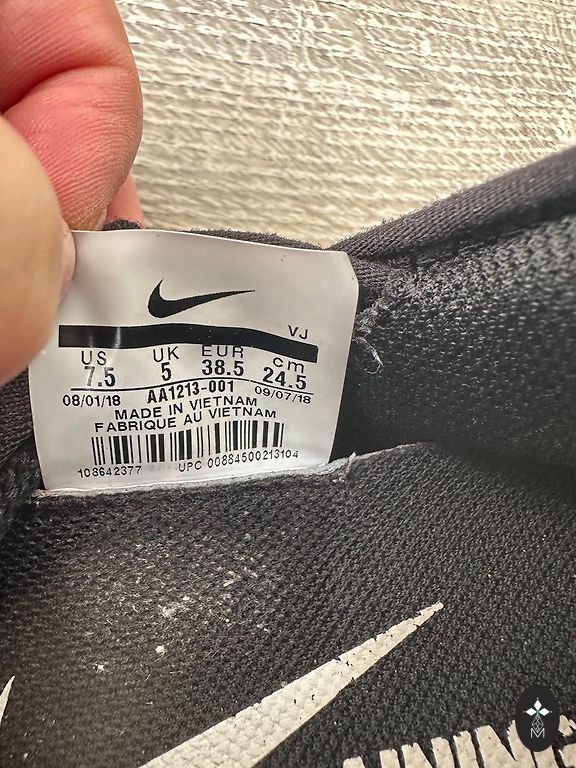 VJ
US UK EUR cm
7.5 5 38.5 24.5
08/01/18 AA1213-001 09/07/18
MADE IN VIETNAM
FABRIQUE AU VIETNAM
108642377 UPC 00884500213104